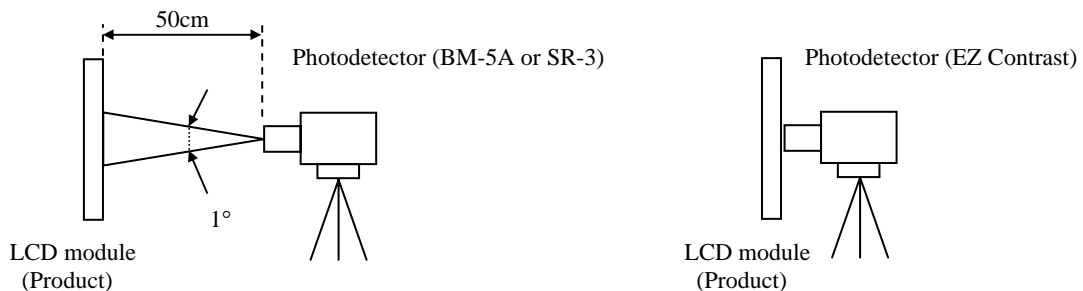 50cm
Photodetector (BM-5A or SR-3)
1°
LCD module
(Product)
Photodetector (EZ Contrast)
LCD module
(Product)